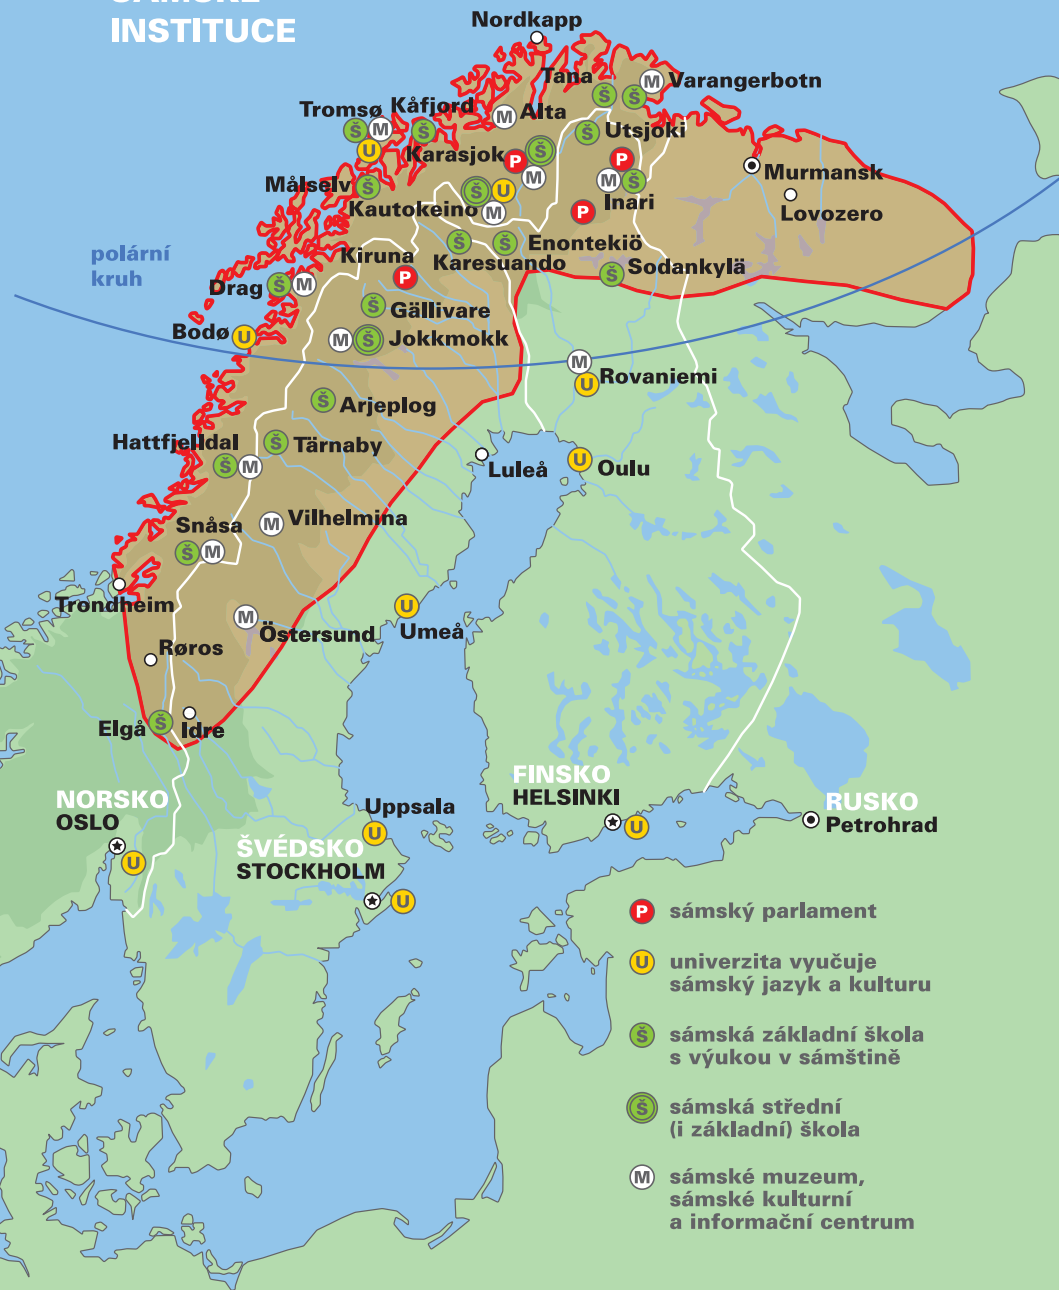 INSTITUCE
Nordkapp
Tana
M
Varangerbotn
Š
Š
Tromsø
Kåfjord
M
Alta
Š
M
Š
Š
Utsjoki
U
Karasjok
P
Š
P
M
M
Š
Inari
Murmansk
Lovozero
Målselv
Š
Š
U
Kautokeino
M
P
polární
kruh
Kiruna
Š
Š
Enontekiö
Karesuando
P
Š
Sodankylä
Drag
Š
M
Š
Gällivare
Bodø
U
M
Š
Jokkmokk
M
U
Rovaniemi
Š
Arjeplog
Hattfjelldal
Š
Tärnaby
Š
M
Luleå
U
Oulu
Snåsa
M
Vilhelmina
Š
M
Trondheim
M
Östersund
U
Umeå
Røros
Elgå
Š
Idre
NORSKO
OSLO
U
ŠVÉDSKO
STOCKHOLM
U
Uppsala
U
FINSKO
HELSINKI
U
RUSKO
Petrohrad
P sámský parlament
U univerzita vyučuje
sámský jazyk a kulturu
Š sámská základní škola
s výukou v sámštině
Š sámská střední
(i základní) škola
M sámské muzeum,
sámské kulturní
a informační centrum